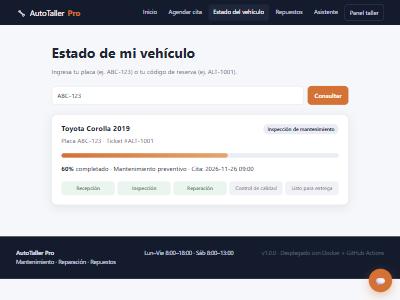 AutoTaller Pro
Inicio Agendar cita Estado del vehículo Repuestos Asistente Panel taller
Estado de mi vehículo
Ingresa tu placa (ej. ABC-123) o tu código de reserva (ej. ALT-1001).
ABC-123 Consultar
Toyota Corolla 2019 Inspección de mantenimiento
Placa ABC-123 · Ticket #ALT-1001
60% completado · Mantenimiento preventivo · Cita: 2026-11-26 09:00
Recepción Inspección Reparación Control de calidad Listo para entrega
AutoTaller Pro Lun–Vie 8:00–18:00 · Sáb 8:00–13:00 v1.0.0 · Desplegado con Docker + GitHub Actions
Mantenimiento · Reparación · Repuestos